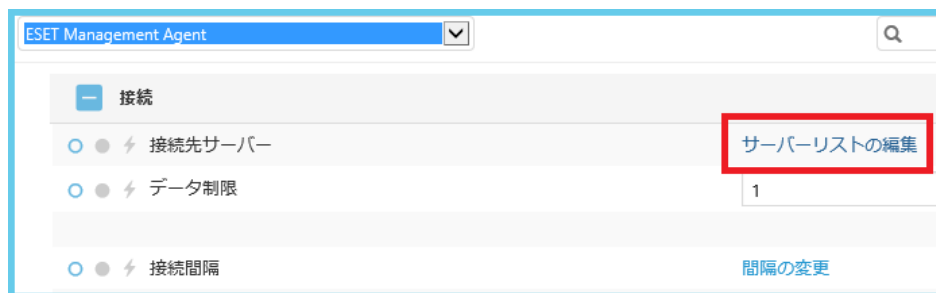 ESET Management Agent
接続
接続先サーバー サーバーリストの編集
データ制限 1
接続間隔 間隔の変更